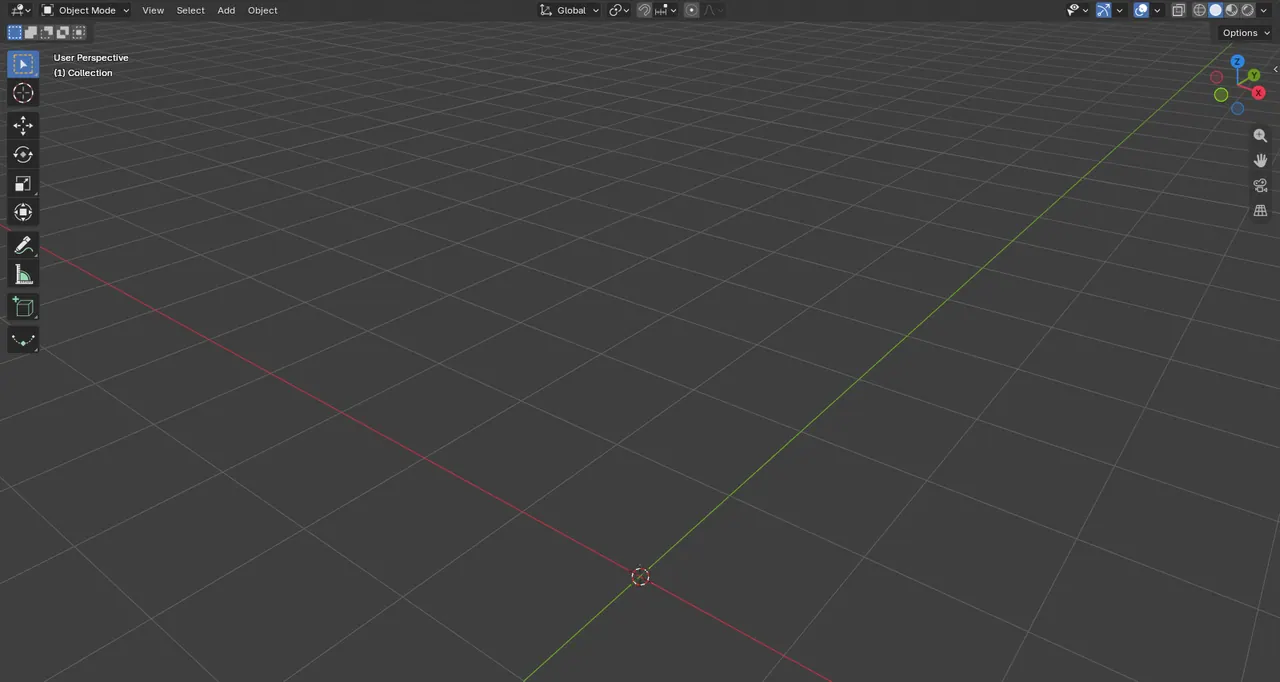 Object Mode View Select Add Object Global
Options
User Perspective
(1) Collection
Z
Y
X